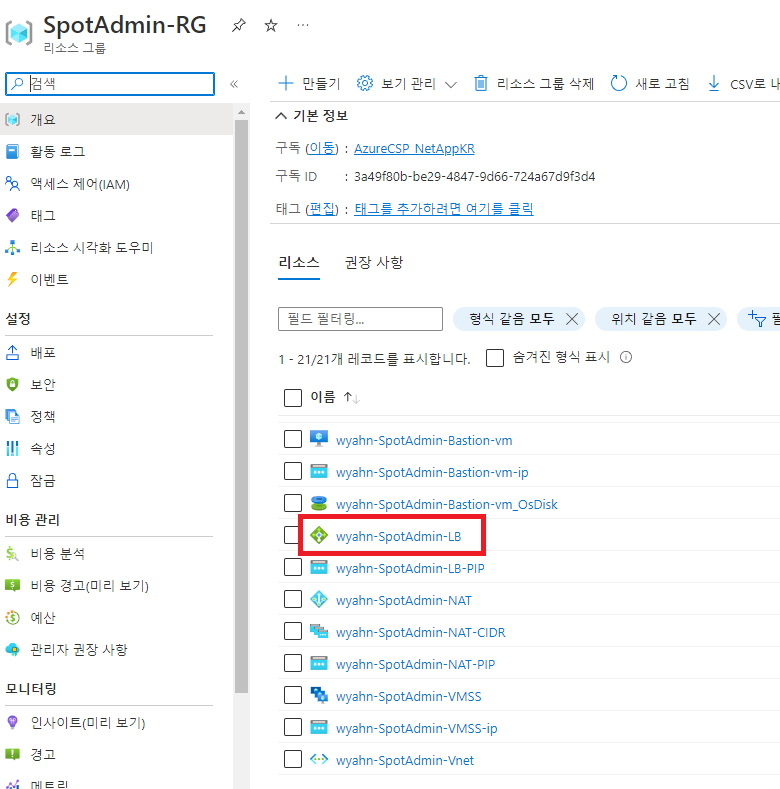 SpotAdmin-RG
리소스 그룹
검색
개요
활동 로그
액세스 제어(IAM)
태그
리소스 시각화 도우미
이벤트
설정
배포
보안
정책
속성
잠금
비용 관리
비용 분석
비용 경고(미리 보기)
예산
관리자 권장 사항
모니터링
인사이트(미리 보기)
경고
메트릭
만들기 보기 관리 리소스 그룹 삭제 새로 고침 CSV로 내
기본 정보
구독 (이동) : AzureCSP_NetAppKR
구독 ID : 3a49f80b-be29-4847-9d66-724a67d9f3d4
태그 (편집) : 태그를 추가하려면 여기를 클릭
리소스 권장 사항
필드 필터링... 형식 같음 모두 위치 같음 모두
1 - 21/21개 레코드를 표시합니다. 숨겨진 형식 표시
이름
wyahn-SpotAdmin-Bastion-vm
wyahn-SpotAdmin-Bastion-vm-ip
wyahn-SpotAdmin-Bastion-vm_OsDisk
wyahn-SpotAdmin-LB
wyahn-SpotAdmin-LB-PIP
wyahn-SpotAdmin-NAT
wyahn-SpotAdmin-NAT-CIDR
wyahn-SpotAdmin-NAT-PIP
wyahn-SpotAdmin-VMSS
wyahn-SpotAdmin-VMSS-ip
wyahn-SpotAdmin-Vnet